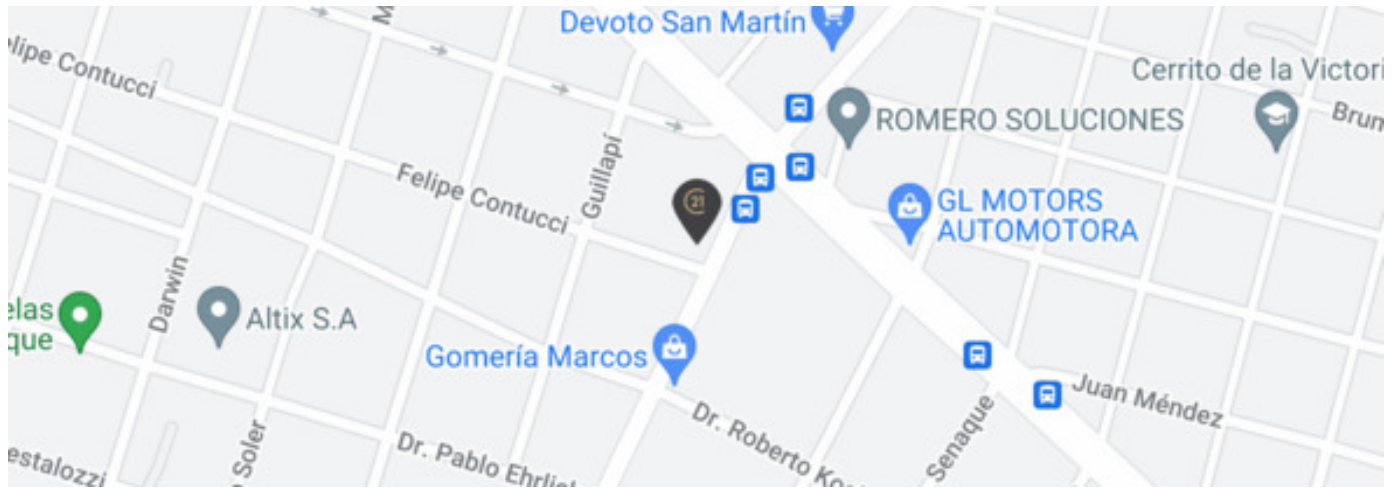 Devoto San Martín
lipe Contucci
Cerrito de la Victori
ROMERO SOLUCIONES
Brun
Guillapí
Felipe Contucci
21
GL MOTORS
AUTOMOTORA
Darwin
elas
que
Altix S.A
Gomería Marcos
Juan Méndez
Dr. Roberto Ko
Senaque
Soler
Dr. Pablo Ehrli
estalozzi
M